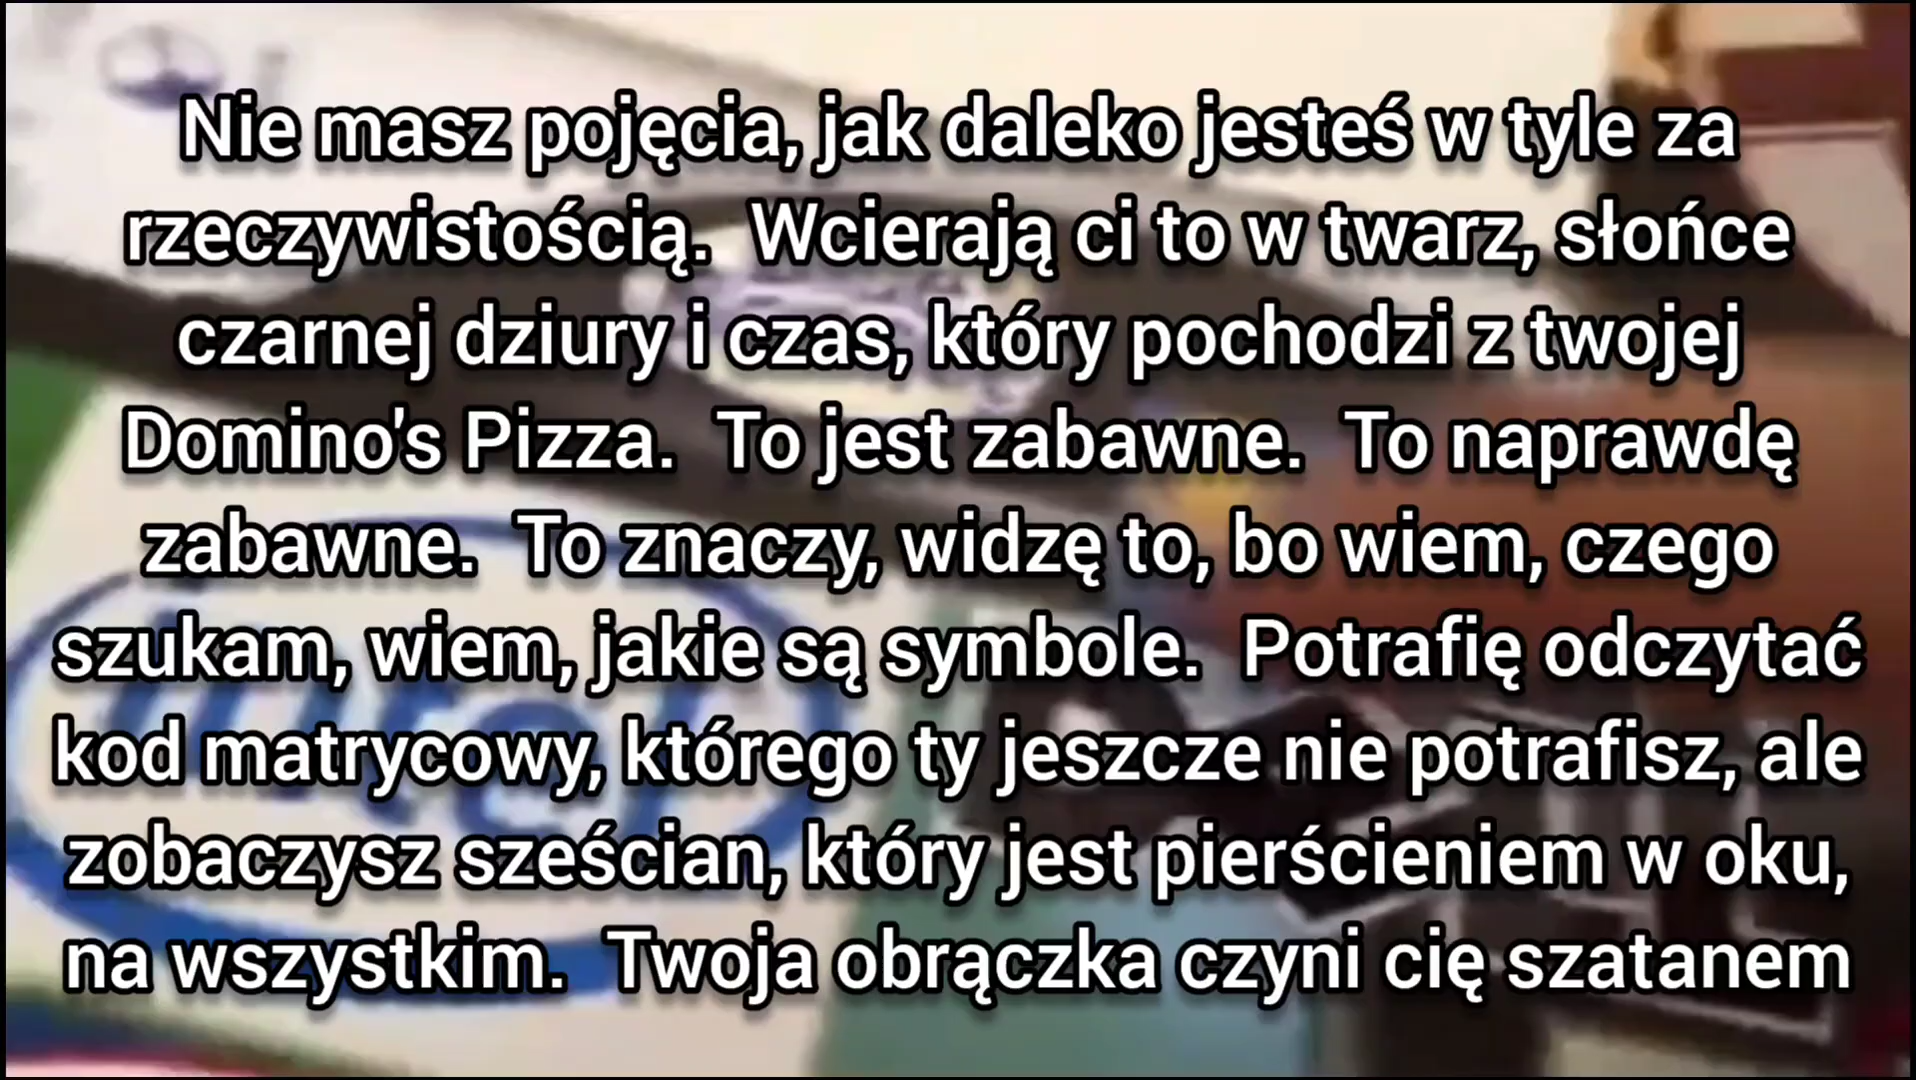 Nie masz pojęcia, jak daleko jesteś w tyle za
rzeczywistością. Wcierają ci to w twarz, słońce
czarnej dziury i czas, który pochodzi z twojej
Domino's Pizza. To jest zabawne. To naprawdę
zabawne. To znaczy, widzę to, bo wiem, czego
szukam, wiem, jakie są symbole. Potrafię odczytać
kod matrycowy, którego ty jeszcze nie potrafisz, ale
zobaczysz sześcian, który jest pierścieniem w oku,
na wszystkim. Twoja obrączka czyni cię szatanem
intel